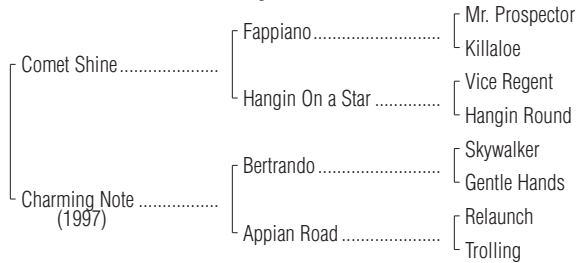 Mr. Prospector
Fappiano
Killaloe
Comet Shine
Vice Regent
Hangin On a Star
Hangin Round
Skywalker
Bertrando
Gentle Hands
Charming Note
(1997)
Relaunch
Appian Road
Trolling